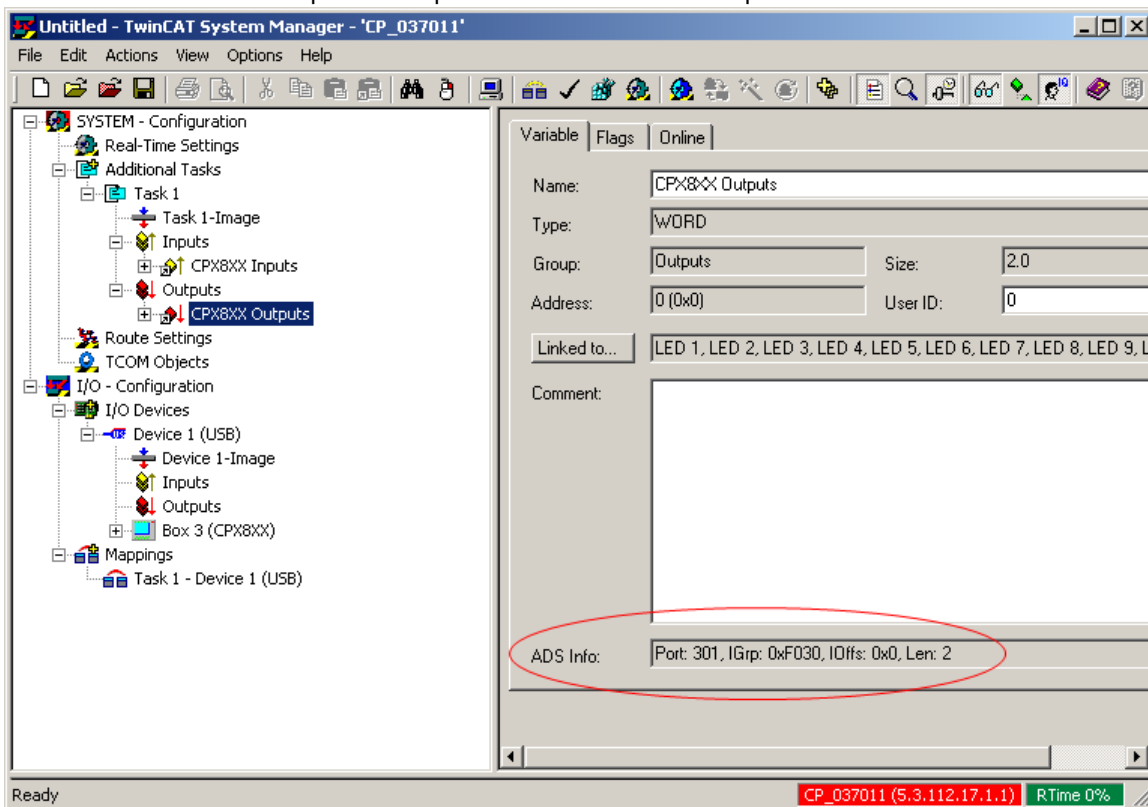 Untitled - TwinCAT System Manager - 'CP_037011'
File Edit Actions View Options Help
SYSTEM - Configuration
Real-Time Settings
Additional Tasks
Task 1
Task 1-Image
Inputs
CPX8XX Inputs
Outputs
CPX8XX Outputs
Route Settings
TCOM Objects
I/O - Configuration
I/O Devices
Device 1 (USB)
Device 1-Image
Inputs
Outputs
Box 3 (CPX8XX)
Mappings
Task 1 - Device 1 (USB)
Variable Flags Online
Name: CPX8XX Outputs
Type: WORD
Group: Outputs Size: 2.0
Address: 0 (0x0) User ID: 0
Linked to... LED 1, LED 2, LED 3, LED 4, LED 5, LED 6, LED 7, LED 8, LED 9, L
Comment:
ADS Info: Port: 301, IGrp: 0xF030, IOffs: 0x0, Len: 2
Ready CP_037011 (5.3.112.17.1.1) RTime 0%